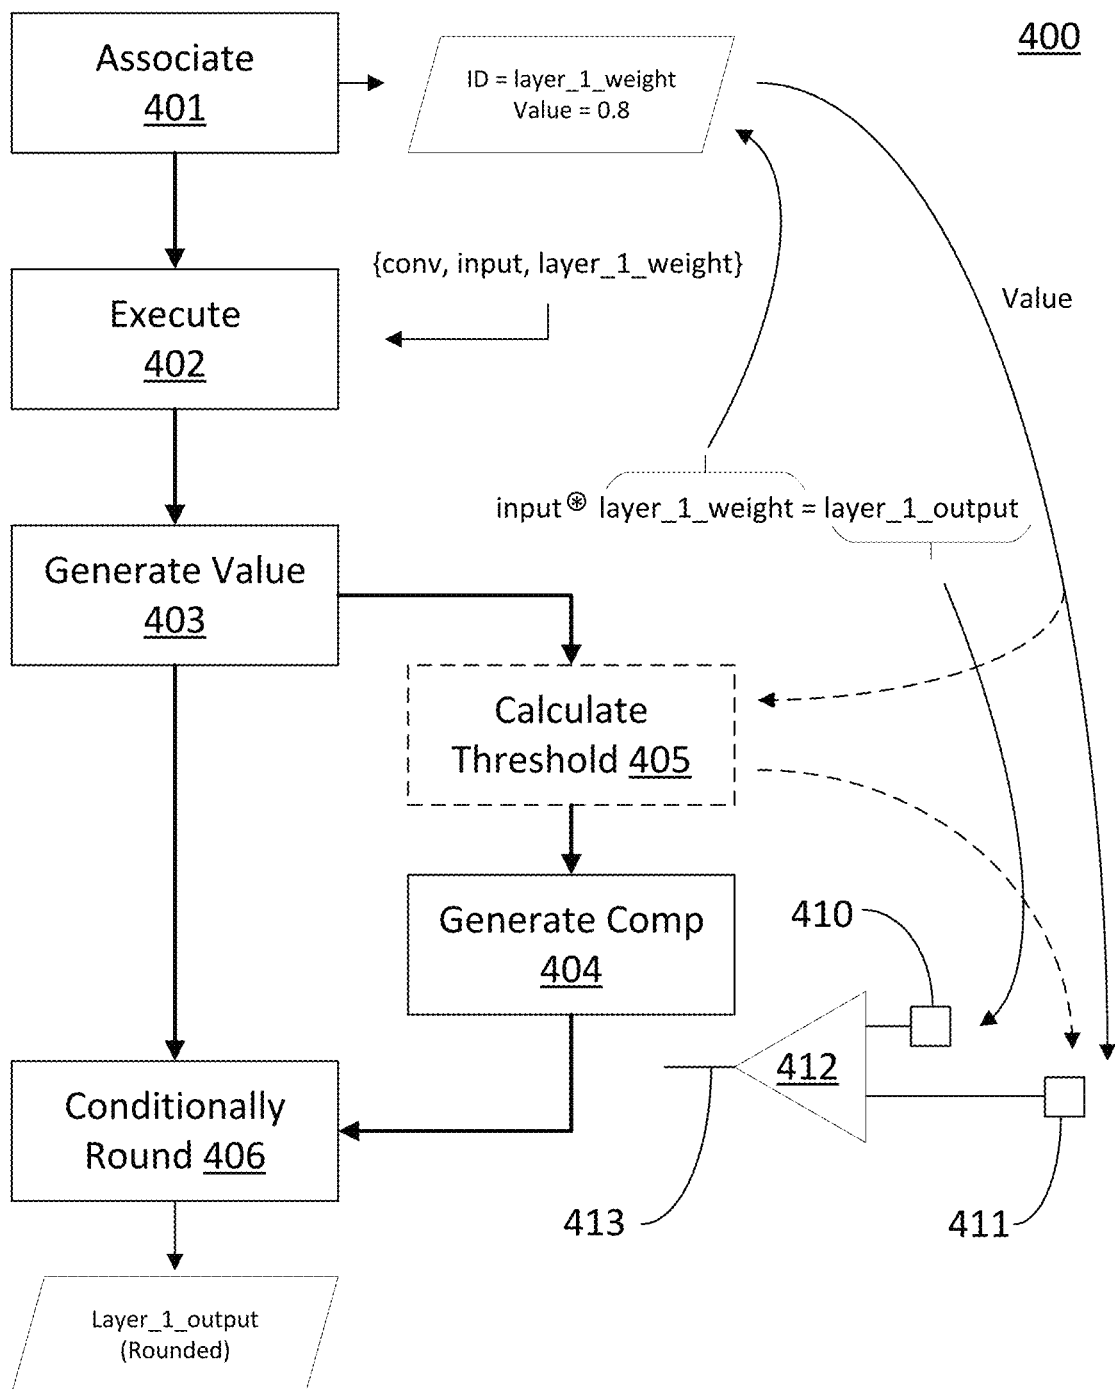 400
Associate
401
ID = layer_1_weight
Value = 0.8
{conv, input, layer_1_weight}
Execute
402
Value
input ⊛ layer_1_weight = layer_1_output
Generate Value
403
Calculate
Threshold 405
Generate Comp
404
410
412
Conditionally
Round 406
413
411
Layer_1_output
(Rounded)